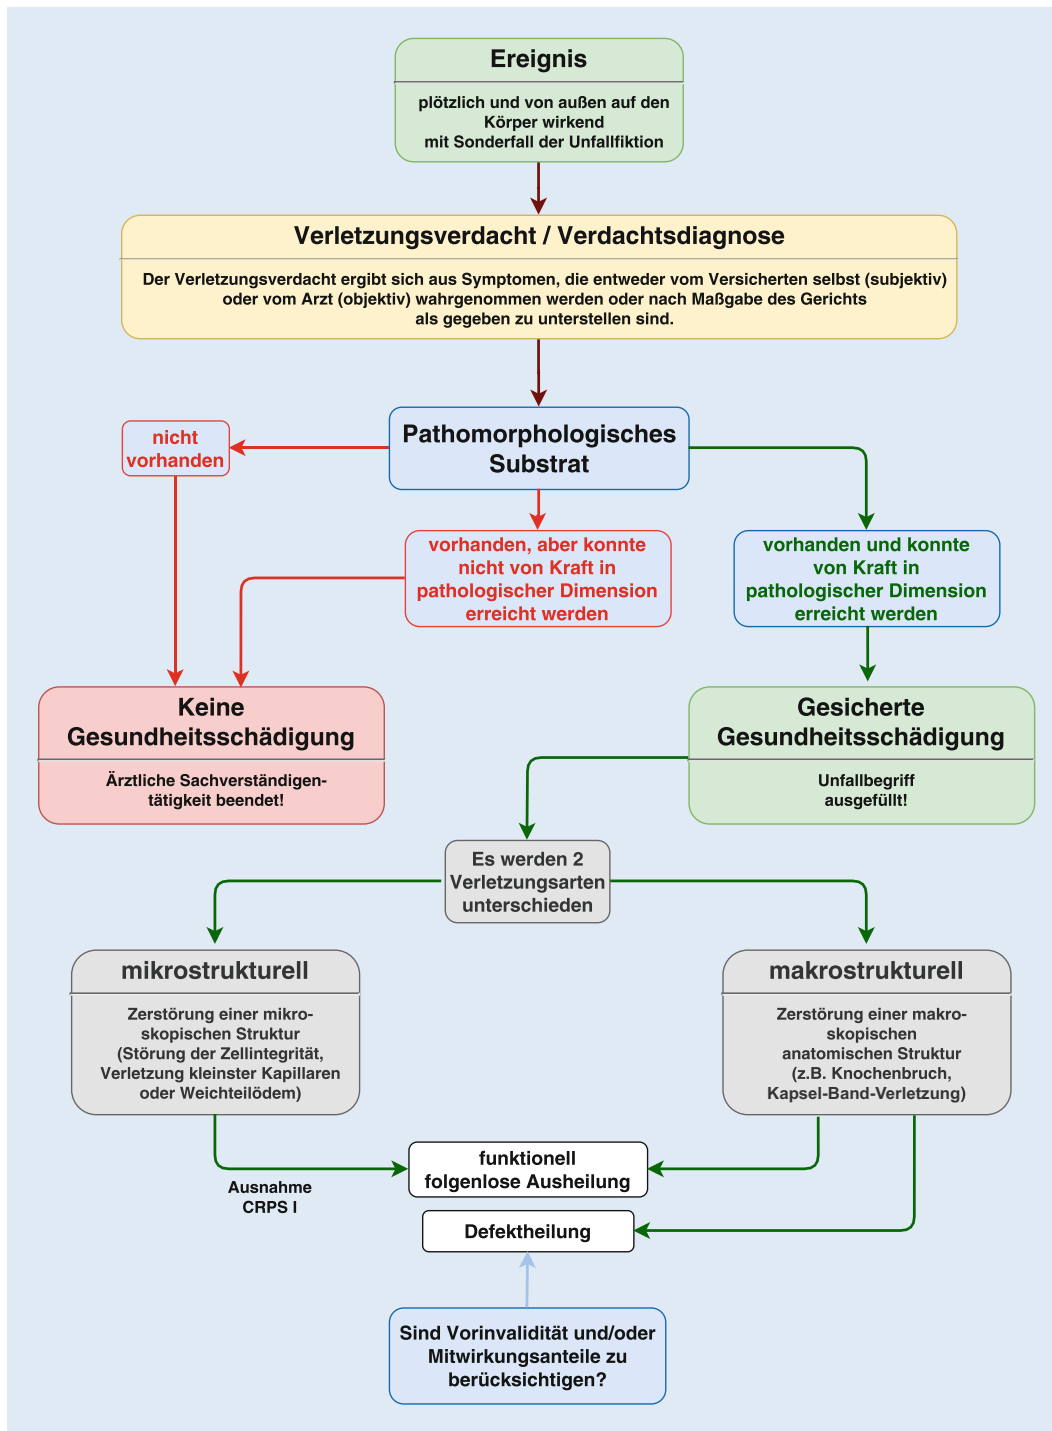 Ereignis
plötzlich und von außen auf den
Körper wirkend
mit Sonderfall der Unfallfiktion
Verletzungsverdacht / Verdachtsdiagnose
Der Verletzungsverdacht ergibt sich aus Symptomen, die entweder vom Versicherten selbst (subjektiv)
oder vom Arzt (objektiv) wahrgenommen werden oder nach Maßgabe des Gerichts
als gegeben zu unterstellen sind.
Pathomorphologisches
Substrat
nicht
vorhanden
vorhanden, aber konnte
nicht von Kraft in
pathologischer Dimension
erreicht werden
vorhanden und konnte
von Kraft in
pathologischer Dimension
erreicht werden
Keine
Gesundheitsschädigung
Ärztliche Sachverständigen-
tätigkeit beendet!
Gesicherte
Gesundheitsschädigung
Unfallbegriff
ausgefüllt!
Es werden 2
Verletzungsarten
unterschieden
mikrostrukturell
Zerstörung einer mikro-
skopischen Struktur
(Störung der Zellintegrität,
Verletzung kleinster Kapillaren
oder Weichteilödem)
makrostrukturell
Zerstörung einer makro-
skopischen
anatomischen Struktur
(z.B. Knochenbruch,
Kapsel-Band-Verletzung)
funktionell
folgenlose Ausheilung
Ausnahme
CRPS I
Defektheilung
Sind Vorinvalidität und/oder
Mitwirkungsanteile zu
berücksichtigen?